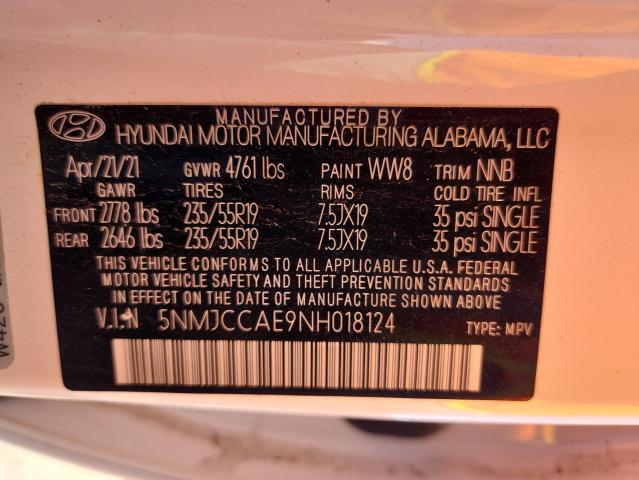 MANUFACTURED BY
HYUNDAI MOTOR MANUFACTURING ALABAMA, LLC
Apr/21/21 GVWR 4761 lbs PAINT WW8 TRIM NNB
GAWR TIRES RIMS COLD TIRE INFL
FRONT 2778 lbs 235/55R19 7.5JX19 35 psi SINGLE
REAR 2646 lbs 235/55R19 7.5JX19 35 psi SINGLE
THIS VEHICLE CONFORMS TO ALL APPLICABLE U.S.A. FEDERAL
MOTOR VEHICLE SAFETY AND THEFT PREVENTION STANDARDS
IN EFFECT ON THE DATE OF MANUFACTURE SHOWN ABOVE.
V.I.N 5NMJCCAE9NH018124 TYPE: MPV